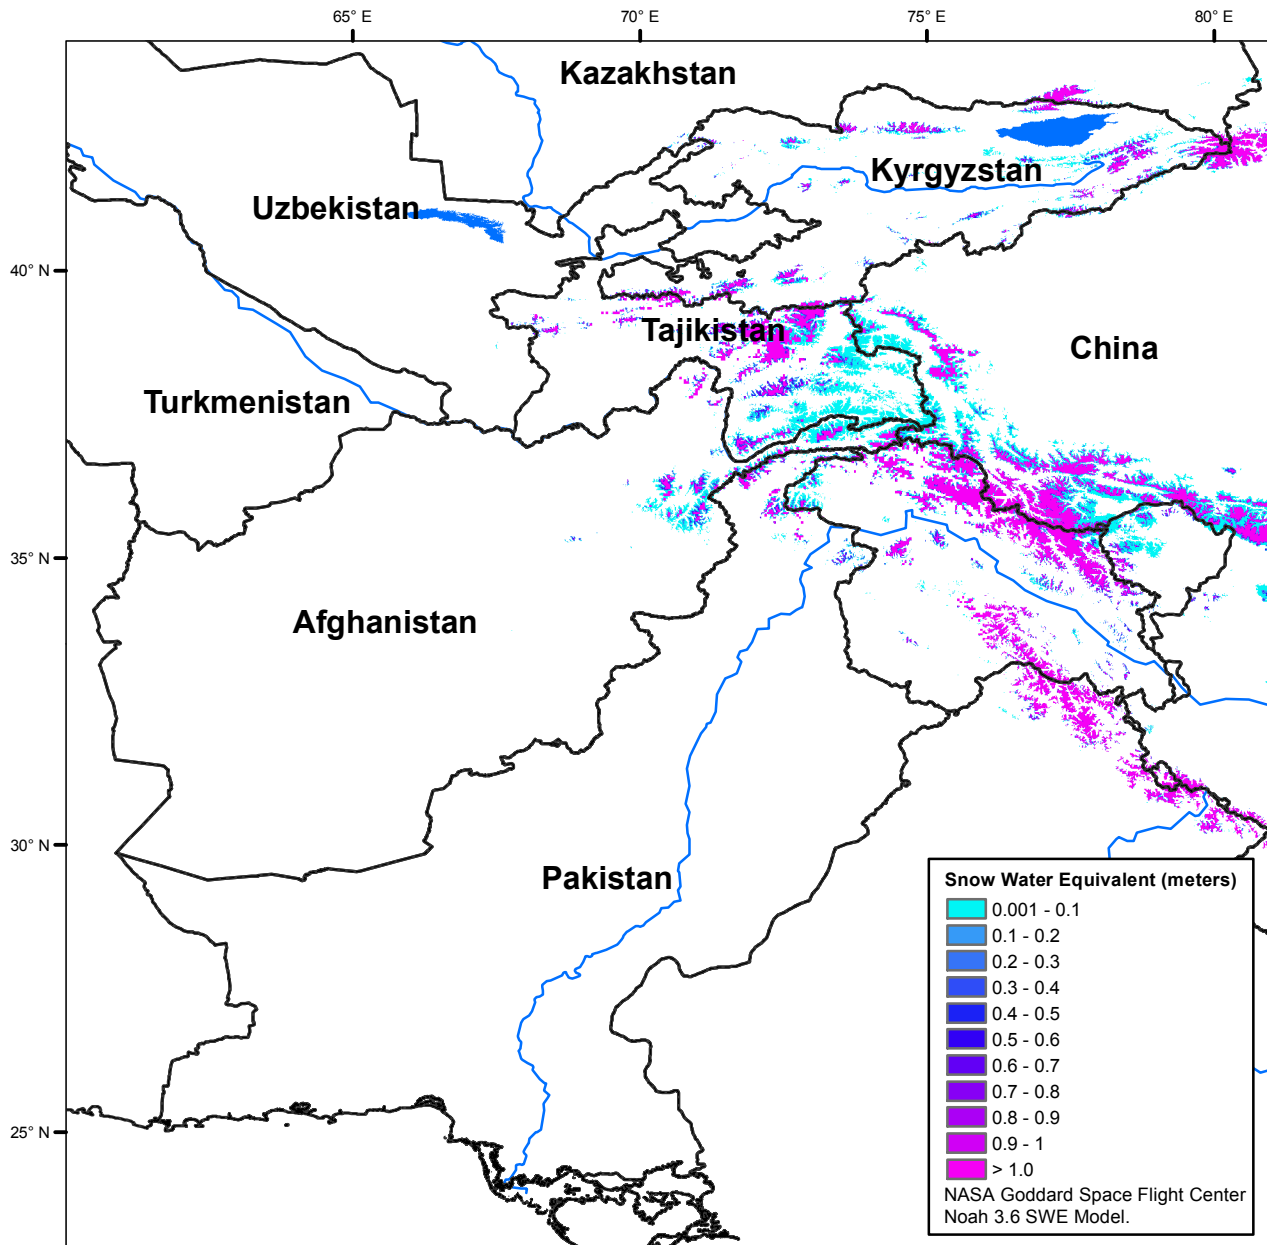 65° E
70° E
75° E
80° E
Kazakhstan
Kyrgyzstan
Uzbekistan
40° N
Tajikistan
China
Turkmenistan
35° N
Afghanistan
30° N
Pakistan
25° N
Snow Water Equivalent (meters)
0.001 - 0.1
0.1 - 0.2
0.2 - 0.3
0.3 - 0.4
0.4 - 0.5
0.5 - 0.6
0.6 - 0.7
0.7 - 0.8
0.8 - 0.9
0.9 - 1
> 1.0
NASA Goddard Space Flight Center
Noah 3.6 SWE Model.